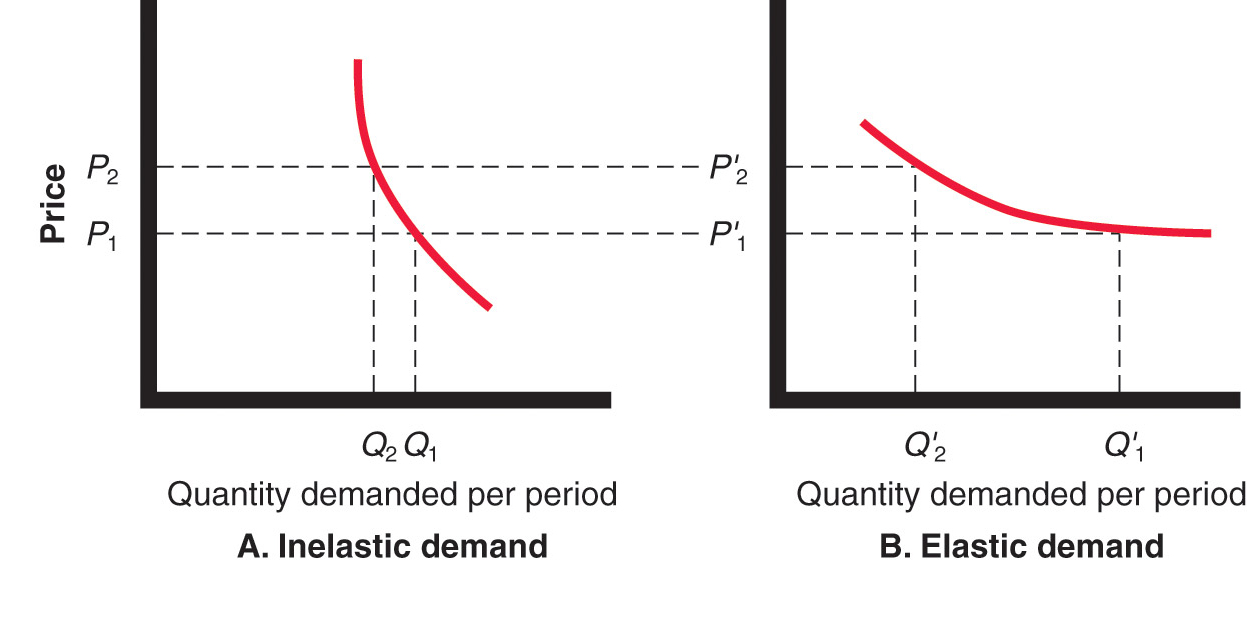 Price
P2
P1
P'2
P'1
Q2 Q1
Quantity demanded per period
A. Inelastic demand
Q'2
Q'1
Quantity demanded per period
B. Elastic demand